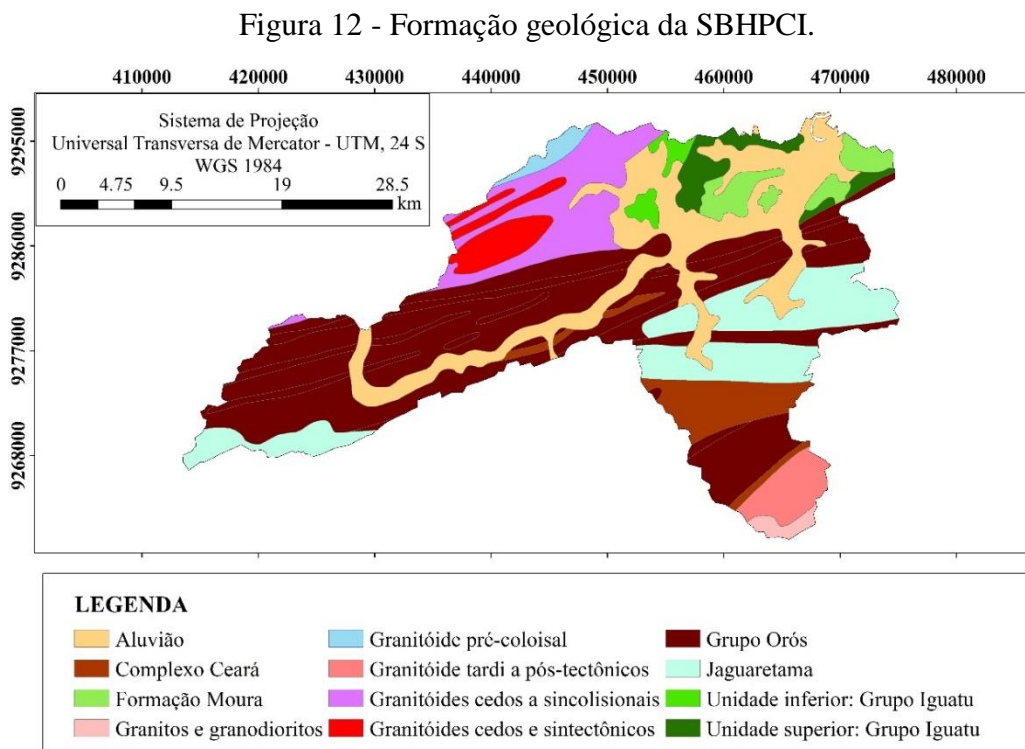 Figura 12 - Formação geológica da SBHPCI.
410000 420000 430000 440000 450000 460000 470000 480000
Sistema de Projeção
Universal Transversa de Mercator - UTM, 24 S
WGS 1984
0 4.75 9.5 19 28.5
km
9295000
9286000
9277000
9268000
LEGENDA
Aluvião Granitóidc pré-coloisal Grupo Orós
Complexo Ceará Granitóide tardi a pós-tectônicos Jaguaretama
Formação Moura Granitóides cedos a sincolisionais Unidade inferior: Grupo Iguatu
Granitos e granodioritos Granitóides cedos e sintectônicos Unidade superior: Grupo Iguatu